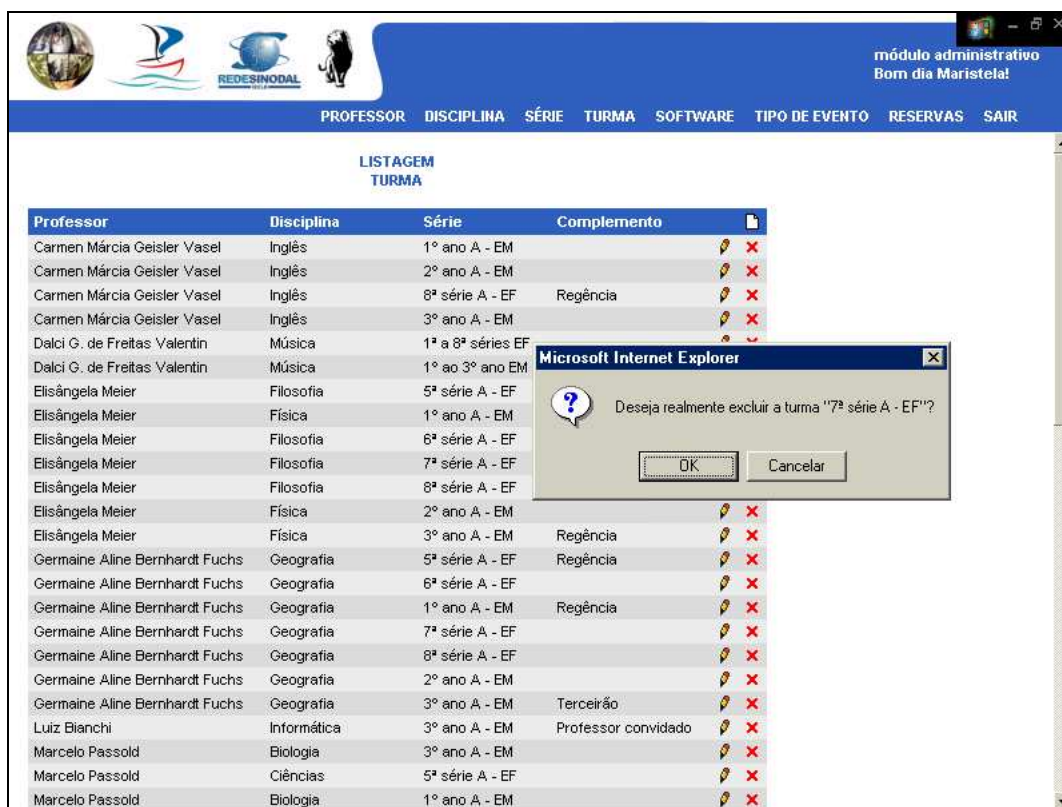 REDESINODAL
módulo administrativo
Bom dia Maristela!
PROFESSOR DISCIPLINA SÉRIE TURMA SOFTWARE TIPO DE EVENTO RESERVAS SAIR
LISTAGEM
TURMA
Professor Disciplina Série Complemento
Carmen Márcia Geisler Vasel Inglês 1º ano A - EM
Carmen Márcia Geisler Vasel Inglês 2º ano A - EM
Carmen Márcia Geisler Vasel Inglês 8ª série A - EF Regência
Carmen Márcia Geisler Vasel Inglês 3º ano A - EM
Dalci G. de Freitas Valentin Música 1ª a 8ª séries EF
Dalci G. de Freitas Valentin Música 1º ao 3º ano EM
Elisângela Meier Filosofia 5ª série A - EF
Elisângela Meier Física 1º ano A - EM
Elisângela Meier Filosofia 6ª série A - EF
Elisângela Meier Filosofia 7ª série A - EF
Elisângela Meier Filosofia 8ª série A - EF
Elisângela Meier Física 2º ano A - EM
Elisângela Meier Física 3º ano A - EM Regência
Germaine Aline Bernhardt Fuchs Geografia 5ª série A - EF Regência
Germaine Aline Bernhardt Fuchs Geografia 6ª série A - EF
Germaine Aline Bernhardt Fuchs Geografia 1º ano A - EM Regência
Germaine Aline Bernhardt Fuchs Geografia 7ª série A - EF
Germaine Aline Bernhardt Fuchs Geografia 8ª série A - EF
Germaine Aline Bernhardt Fuchs Geografia 2º ano A - EM
Germaine Aline Bernhardt Fuchs Geografia 3º ano A - EM Terceirão
Luiz Bianchi Informática 3º ano A - EM Professor convidado
Marcelo Passold Biologia 3º ano A - EM
Marcelo Passold Ciências 5ª série A - EF
Marcelo Passold Biologia 1º ano A - EM
Microsoft Internet Explorer
Deseja realmente excluir a turma "7ª série A - EF"?
OK Cancelar